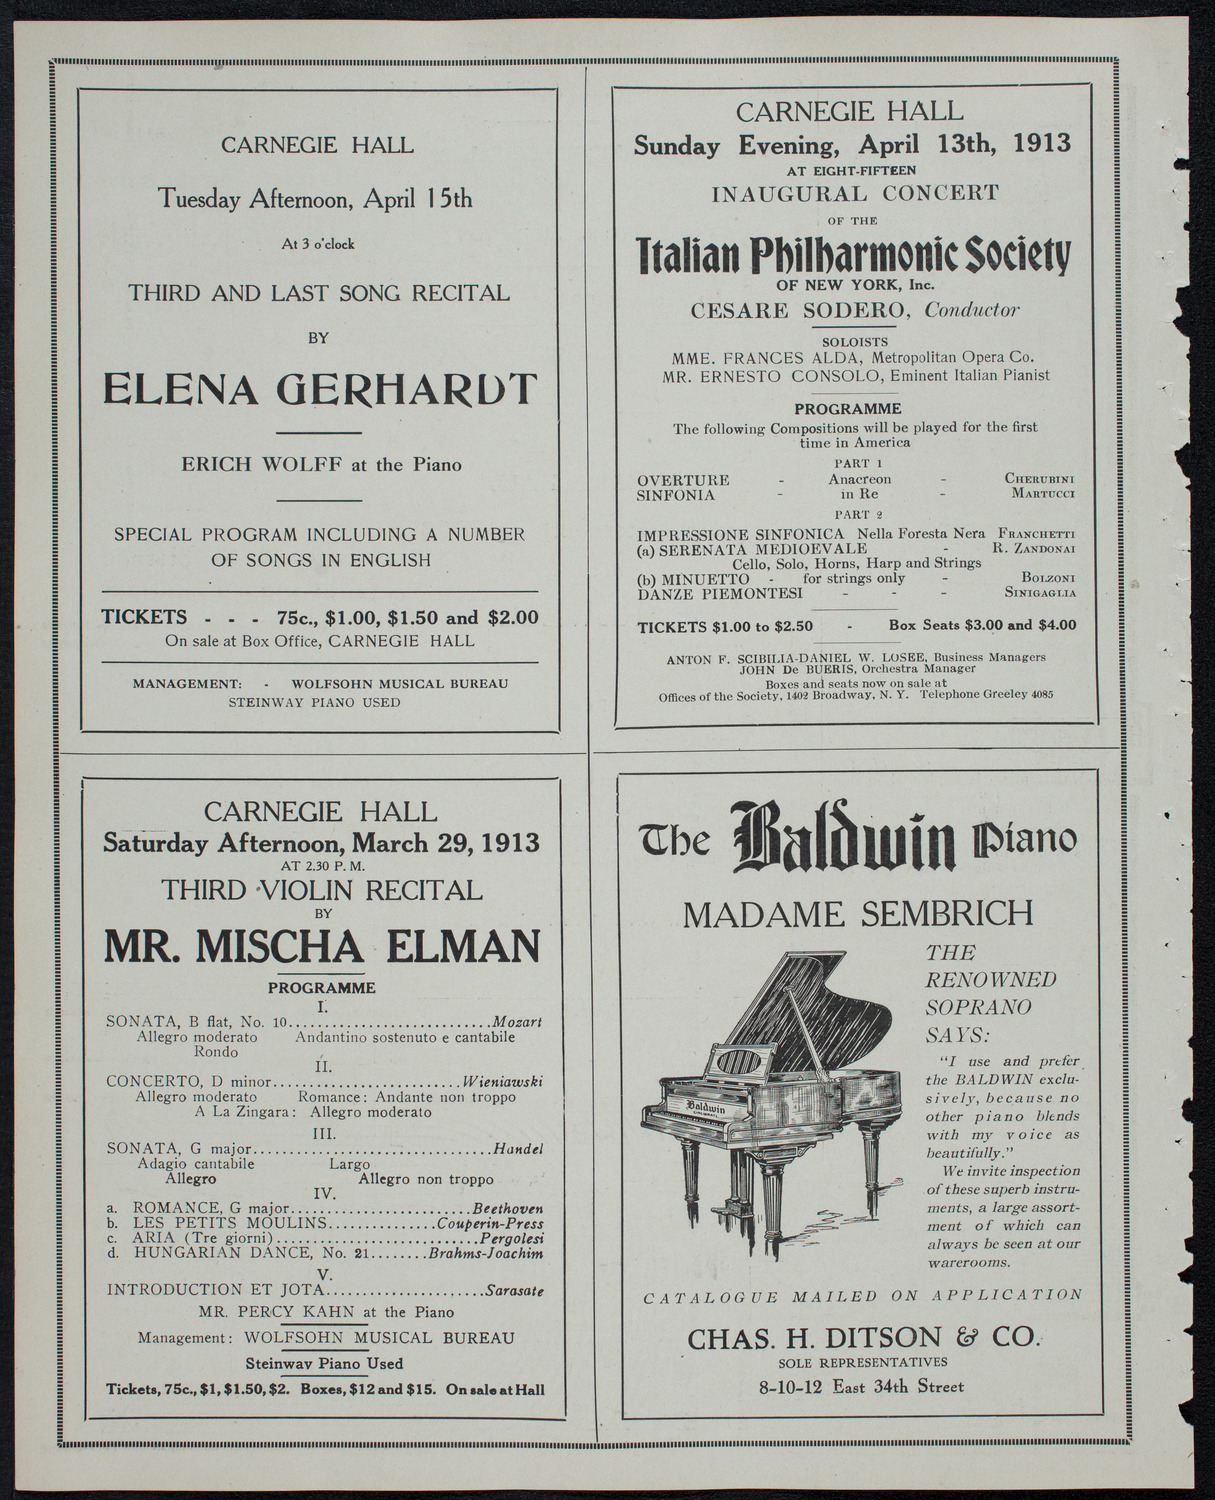 CARNEGIE HALL
Tuesday Afternoon, April 15th
At 3 o'clock
THIRD AND LAST SONG RECITAL
BY
ELENA GERHARDT
ERICH WOLFF at the Piano
SPECIAL PROGRAM INCLUDING A NUMBER
OF SONGS IN ENGLISH
TICKETS - - - 75c., $1.00, $1.50 and $2.00
On sale at Box Office, CARNEGIE HALL
MANAGEMENT: - WOLFSOHN MUSICAL BUREAU
STEINWAY PIANO USED
CARNEGIE HALL
Sunday Evening, April 13th, 1913
AT EIGHT-FIFTEEN
INAUGURAL CONCERT
OF THE
Italian Philharmonic Society
OF NEW YORK, Inc.
CESARE SODERO, Conductor
SOLOISTS
MME. FRANCES ALDA, Metropolitan Opera Co.
MR. ERNESTO CONSOLO, Eminent Italian Pianist
PROGRAMME
The following Compositions will be played for the first
time in America
PART 1
OVERTURE - Anacreon - CHERUBINI
SINFONIA - in Re - MARTUCCI
PART 2
IMPRESSIONE SINFONICA Nella Foresta Nera FRANCHETTI
(a) SERENATA MEDIOEVALE - R. ZANDONAI
Cello, Solo, Horns, Harp and Strings
(b) MINUETTO - for strings only - BOLZONI
DANZE PIEMONTESI - - - SINIGAGLIA
TICKETS $1.00 to $2.50 - Box Seats $3.00 and $4.00
ANTON F. SCIBILIA-DANIEL W. LOSEE, Business Managers
JOHN De BUERIS, Orchestra Manager
Boxes and seats now on sale at
Offices of the Society, 1402 Broadway, N. Y. Telephone Greeley 4085
CARNEGIE HALL
Saturday Afternoon, March 29, 1913
AT 2.30 P. M.
THIRD VIOLIN RECITAL
BY
MR. MISCHA ELMAN
PROGRAMME
I.
SONATA, B flat, No. 10..........................Mozart
Allegro moderato Andantino sostenuto e cantabile
Rondo
II.
CONCERTO, D minor........................Wieniawski
Allegro moderato Romance: Andante non troppo
A La Zingara: Allegro moderato
III.
SONATA, G major...............................Handel
Adagio cantabile Largo
Allegro Allegro non troppo
IV.
a. ROMANCE, G major.......................Beethoven
b. LES PETITS MOULINS..............Couperin-Press
c. ARIA (Tre giorni)..........................Pergolesi
d. HUNGARIAN DANCE, No. 21........Brahms-Joachim
V.
INTRODUCTION ET JOTA....................Sarasate
MR. PERCY KAHN at the Piano
Management: WOLFSOHN MUSICAL BUREAU
Steinway Piano Used
Tickets, 75c., $1, $1.50, $2. Boxes, $12 and $15. On sale at Hall
The Baldwin Piano
MADAME SEMBRICH
THE
RENOWNED
SOPRANO
SAYS:
"I use and prefer
the BALDWIN exclu-
sively, because no
other piano blends
with my voice as
beautifully."
We invite inspection
of these superb instru-
ments, a large assort-
ment of which can
always be seen at our
warerooms.
Baldwin
CINCINNATI
CATALOGUE MAILED ON APPLICATION
CHAS. H. DITSON & CO.
SOLE REPRESENTATIVES
8-10-12 East 34th Street